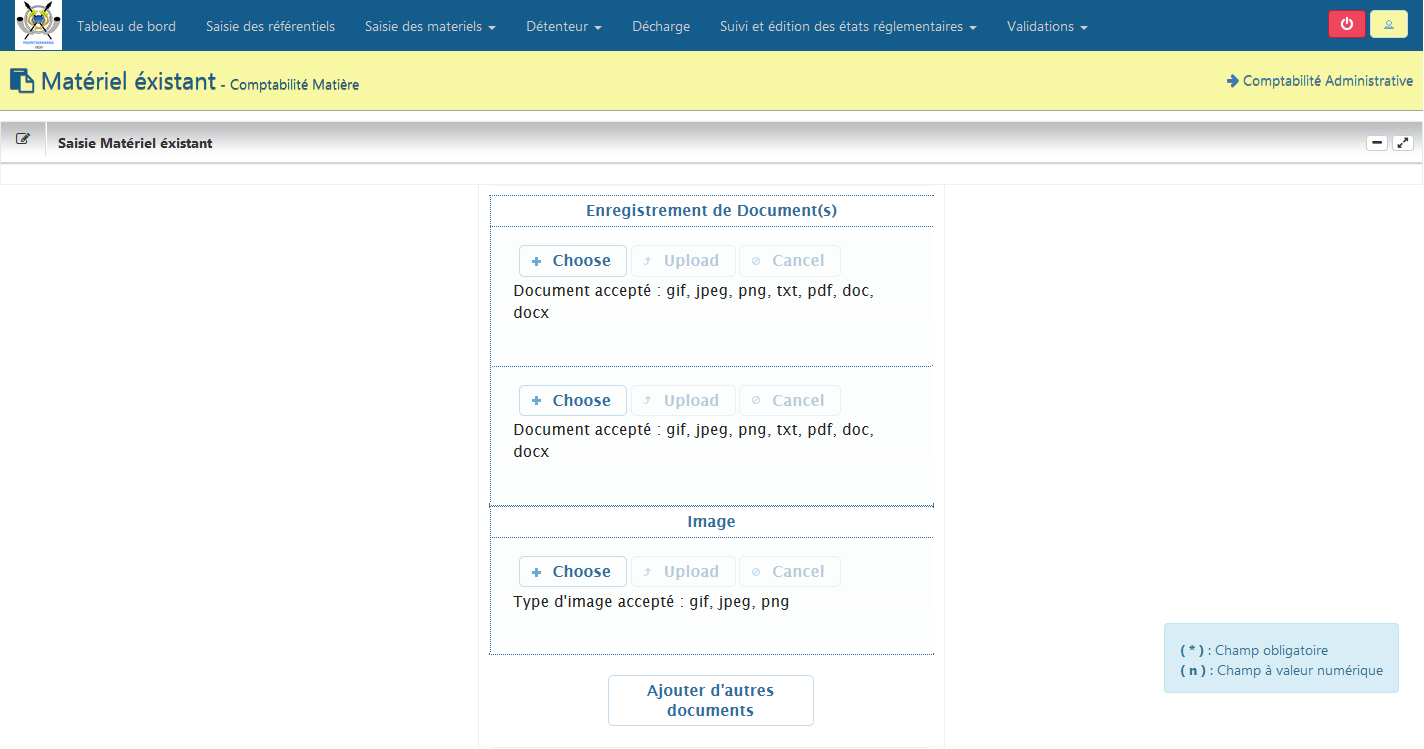 Tableau de bord Saisie des référentiels Saisie des materiels Détenteur Décharge Suivi et édition des états réglementaires Validations
Matériel éxistant - Comptabilité Matière
Comptabilité Administrative
Saisie Matériel éxistant
Enregistrement de Document(s)
Choose Upload Cancel
Document accepté : gif, jpeg, png, txt, pdf, doc,
docx
Choose Upload Cancel
Document accepté : gif, jpeg, png, txt, pdf, doc,
docx
Image
Choose Upload Cancel
Type d'image accepté : gif, jpeg, png
( * ) : Champ obligatoire
( n ) : Champ à valeur numérique
Ajouter d'autres
documents